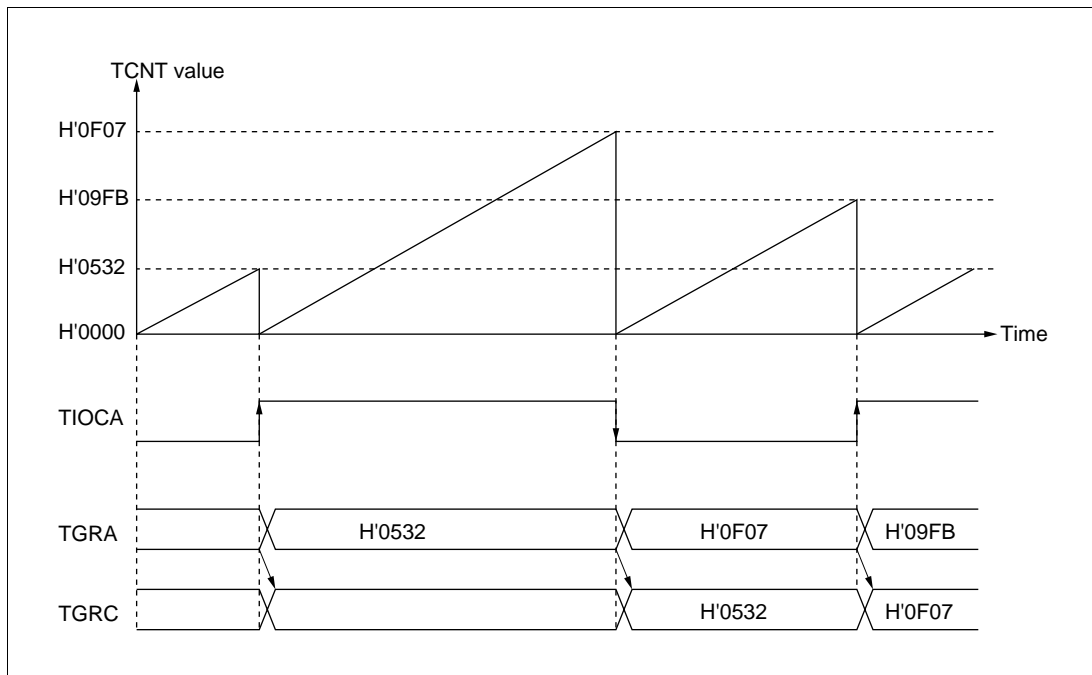 TCNT value
H'0F07
H'09FB
H'0532
H'0000
Time
TIOCA
TGRA
H'0532
H'0F07
H'09FB
TGRC
H'0532
H'0F07